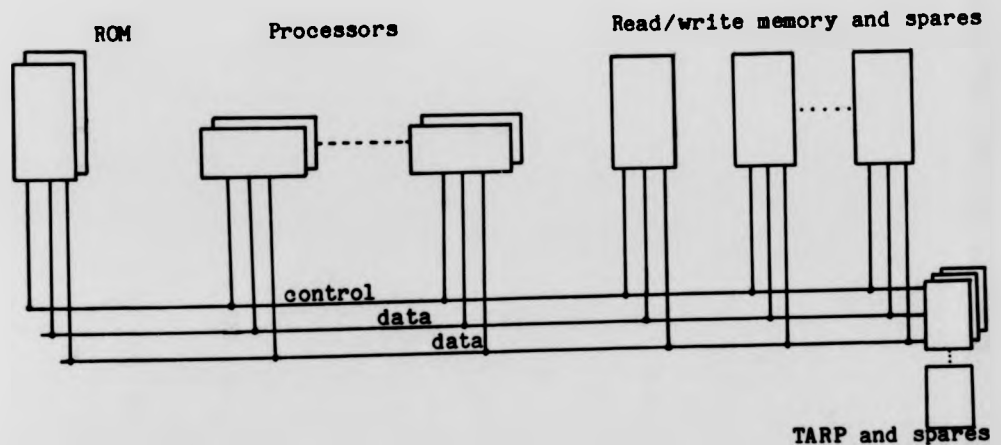 ROM
Processors
Read/write memory and spares
control
data
data
TARP and spares